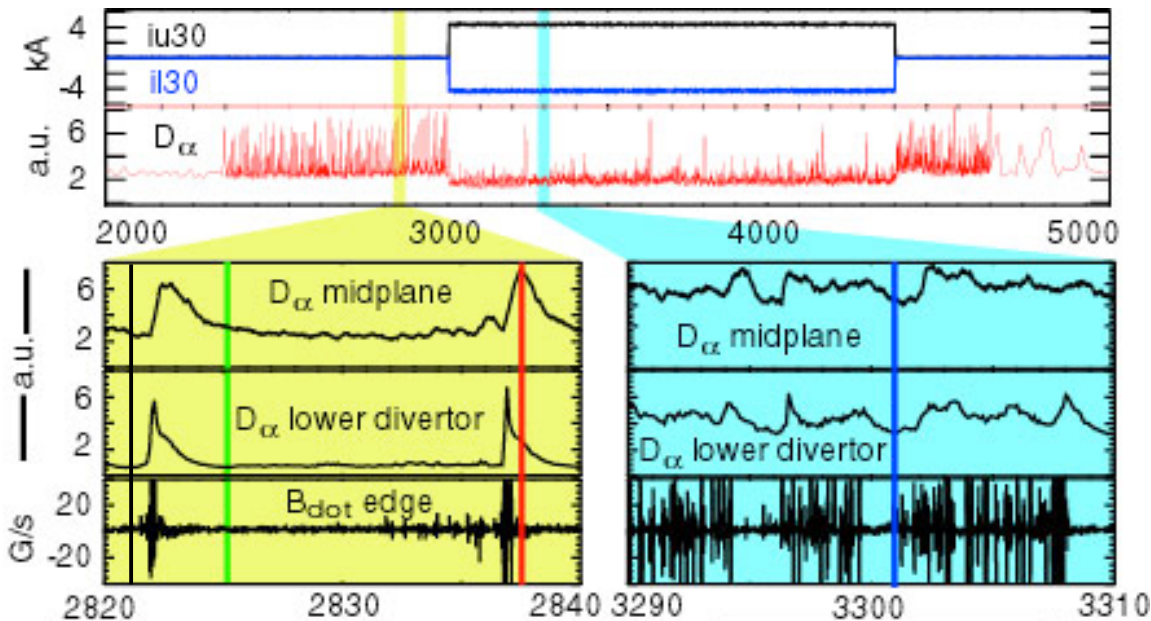 kA
4
-4
iu30
il30
a.u.
6
2
Dα
2000 3000 4000 5000
a.u.
6
2
Dα midplane
Dα midplane
6
2
Dα lower divertor
Dα lower divertor
G/s
20
-20
Bdot edge
2820 2830 2840 3290 3300 3310